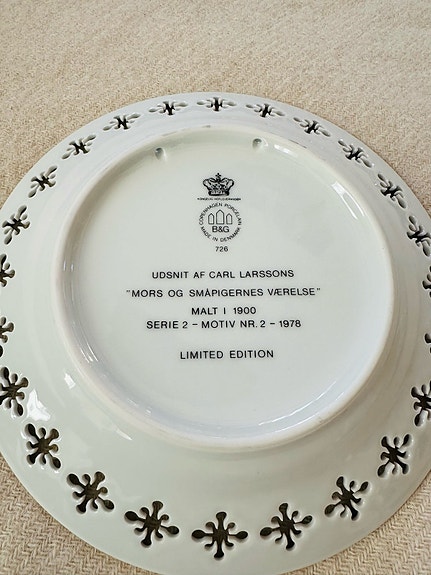 KONGELIG HOFLEVERANDØR
COPENHAGEN PORCELAIN
B&G
MADE IN DENMARK
726
UDSNIT AF CARL LARSSONS
"MORS OG SMÅPIGERNES VÆRELSE"
MALT I 1900
SERIE 2 – MOTIV NR. 2 – 1978
LIMITED EDITION